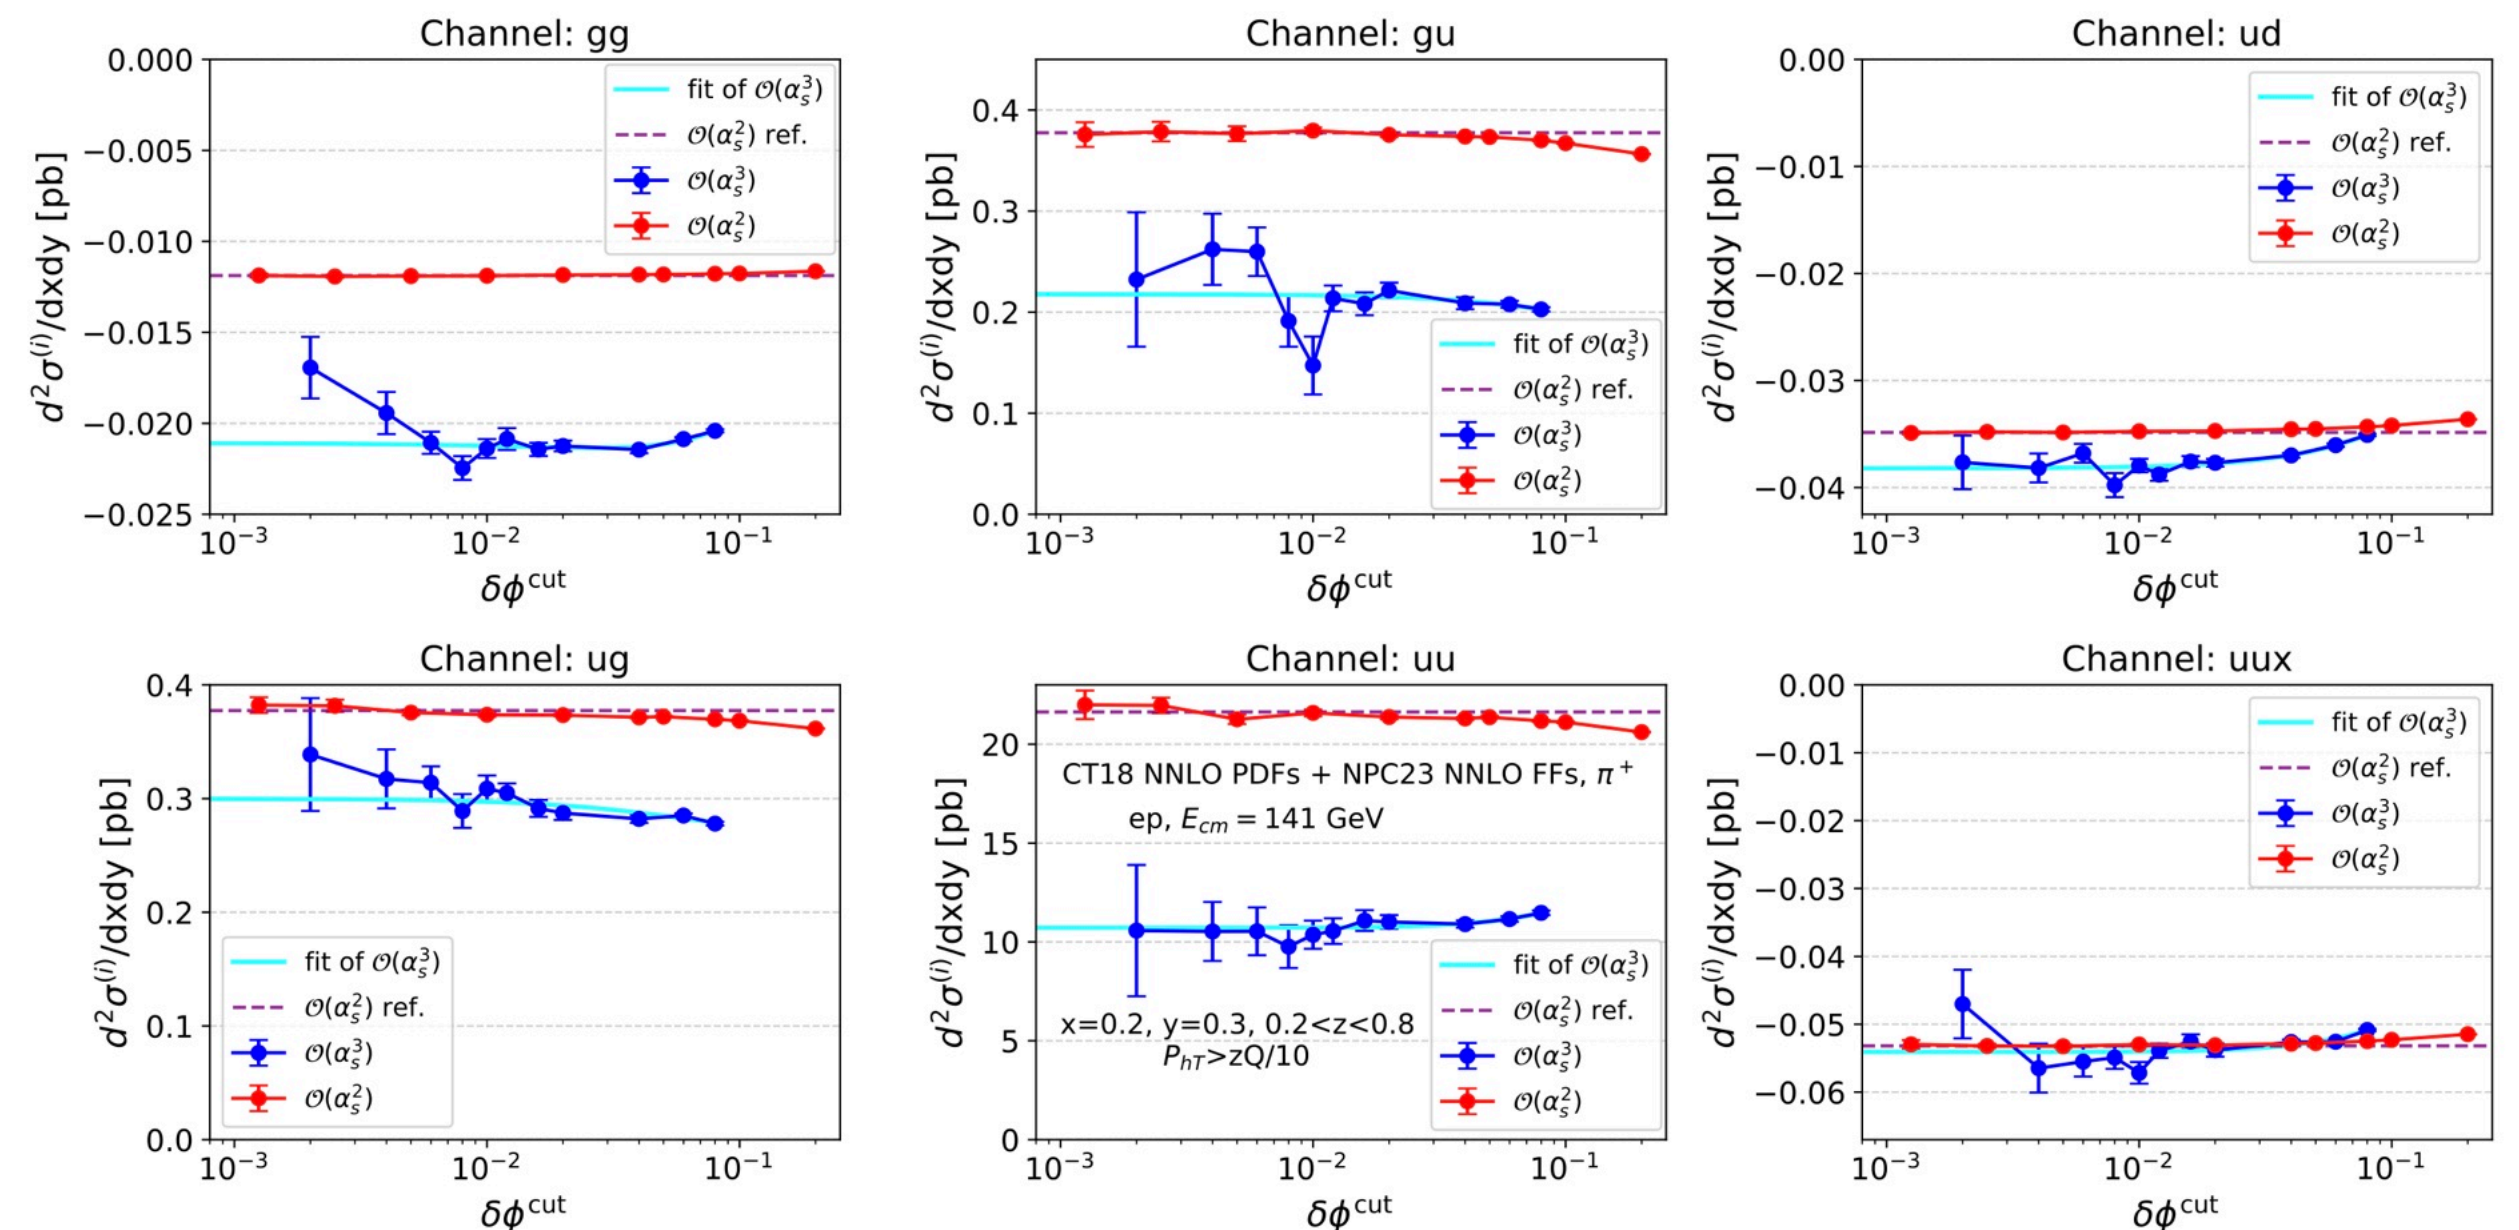 Channel: gg
0.000
−0.005
−0.010
−0.015
−0.020
−0.025
d²σ⁽ⁱ⁾/dxdy [pb]
fit of 𝒪(αₛ³)
𝒪(αₛ²) ref.
𝒪(αₛ³)
𝒪(αₛ²)
10⁻³ 10⁻² 10⁻¹
δϕᶜᵘᵗ
Channel: gu
0.4
0.3
0.2
0.1
0.0
d²σ⁽ⁱ⁾/dxdy [pb]
fit of 𝒪(αₛ³)
𝒪(αₛ²) ref.
𝒪(αₛ³)
𝒪(αₛ²)
10⁻³ 10⁻² 10⁻¹
δϕᶜᵘᵗ
Channel: ud
0.00
−0.01
−0.02
−0.03
−0.04
d²σ⁽ⁱ⁾/dxdy [pb]
fit of 𝒪(αₛ³)
𝒪(αₛ²) ref.
𝒪(αₛ³)
𝒪(αₛ²)
10⁻³ 10⁻² 10⁻¹
δϕᶜᵘᵗ
Channel: ug
0.4
0.3
0.2
0.1
0.0
d²σ⁽ⁱ⁾/dxdy [pb]
fit of 𝒪(αₛ³)
𝒪(αₛ²) ref.
𝒪(αₛ³)
𝒪(αₛ²)
10⁻³ 10⁻² 10⁻¹
δϕᶜᵘᵗ
Channel: uu
20
15
10
5
0
d²σ⁽ⁱ⁾/dxdy [pb]
CT18 NNLO PDFs + NPC23 NNLO FFs, π⁺
ep, E_cm = 141 GeV
x=0.2, y=0.3, 0.2<z<0.8
P_hT>zQ/10
fit of 𝒪(αₛ³)
𝒪(αₛ²) ref.
𝒪(αₛ³)
𝒪(αₛ²)
10⁻³ 10⁻² 10⁻¹
δϕᶜᵘᵗ
Channel: uux
0.00
−0.01
−0.02
−0.03
−0.04
−0.05
−0.06
d²σ⁽ⁱ⁾/dxdy [pb]
fit of 𝒪(αₛ³)
𝒪(αₛ²) ref.
𝒪(αₛ³)
𝒪(αₛ²)
10⁻³ 10⁻² 10⁻¹
δϕᶜᵘᵗ